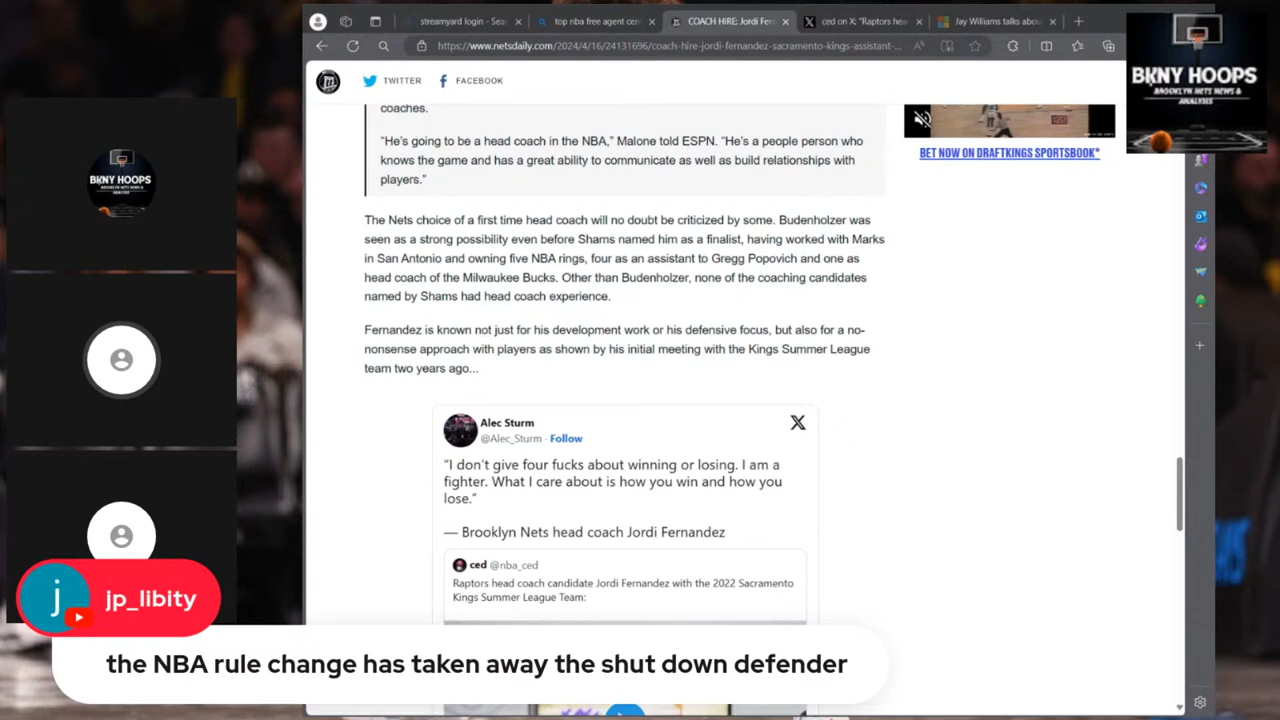 streamyard login - Sea
top nba free agent cen
COACH HIRE: Jordi Fer
ced on X: "Raptors hea
Jay Williams talks abou
https://www.netsdaily.com/2024/4/16/24131696/coach-hire-jordi-fernandez-sacramento-kings-assistant-...
TWITTER
FACEBOOK
BKNY HOOPS
BROOKLYN NETS NEWS &
ANALYSIS
coaches.
"He's going to be a head coach in the NBA," Malone told ESPN. "He's a people person who
knows the game and has a great ability to communicate as well as build relationships with
players."
BET NOW ON DRAFTKINGS SPORTSBOOK*
The Nets choice of a first time head coach will no doubt be criticized by some. Budenholzer was
seen as a strong possibility even before Shams named him as a finalist, having worked with Marks
in San Antonio and owning five NBA rings, four as an assistant to Gregg Popovich and one as
head coach of the Milwaukee Bucks. Other than Budenholzer, none of the coaching candidates
named by Shams had head coach experience.
Fernandez is known not just for his development work or his defensive focus, but also for a no-
nonsense approach with players as shown by his initial meeting with the Kings Summer League
team two years ago...
Alec Sturm
@Alec_Sturm · Follow
"I don't give four fucks about winning or losing. I am a
fighter. What I care about is how you win and how you
lose."
— Brooklyn Nets head coach Jordi Fernandez
ced @nba_ced
Raptors head coach candidate Jordi Fernandez with the 2022 Sacramento
Kings Summer League Team:
BKNY HOOPS
BROOKLYN NETS NEWS &
ANALYSIS
j
jp_libity
the NBA rule change has taken away the shut down defender